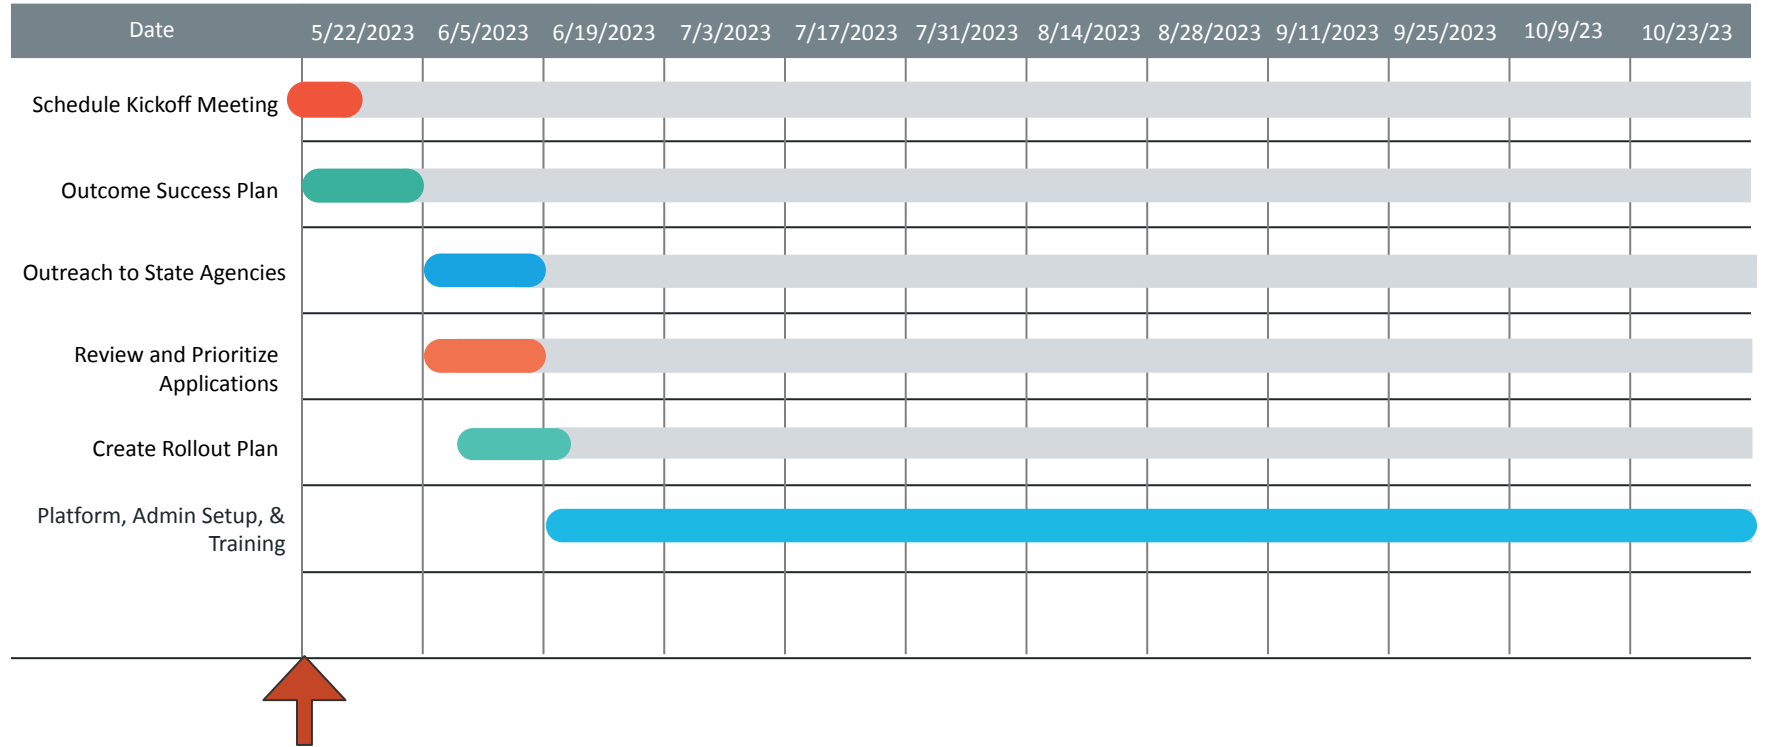 Date 5/22/2023 6/5/2023 6/19/2023 7/3/2023 7/17/2023 7/31/2023 8/14/2023 8/28/2023 9/11/2023 9/25/2023 10/9/23 10/23/23
Schedule Kickoff Meeting
Outcome Success Plan
Outreach to State Agencies
Review and Prioritize
Applications
Create Rollout Plan
Platform, Admin Setup, &
Training